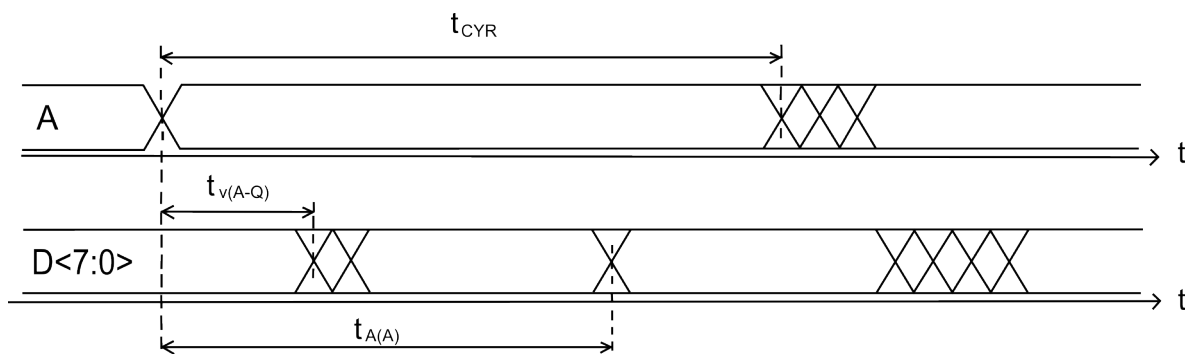 tCYR
A
t
tv(A-Q)
D<7:0>
t
tA(A)